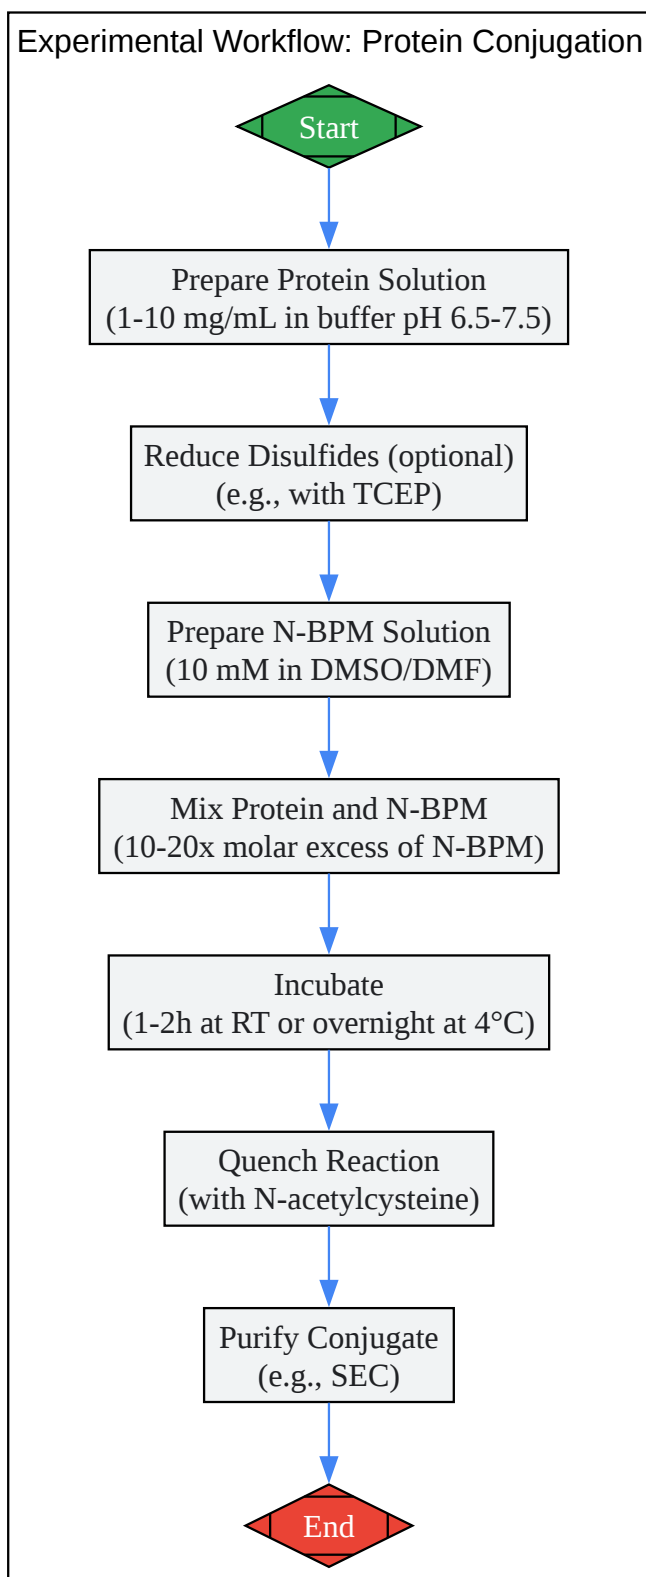 Experimental Workflow: Protein Conjugation
Start
Prepare Protein Solution
(1-10 mg/mL in buffer pH 6.5-7.5)
Reduce Disulfides (optional)
(e.g., with TCEP)
Prepare N-BPM Solution
(10 mM in DMSO/DMF)
Mix Protein and N-BPM
(10-20x molar excess of N-BPM)
Incubate
(1-2h at RT or overnight at 4°C)
Quench Reaction
(with N-acetylcysteine)
Purify Conjugate
(e.g., SEC)
End